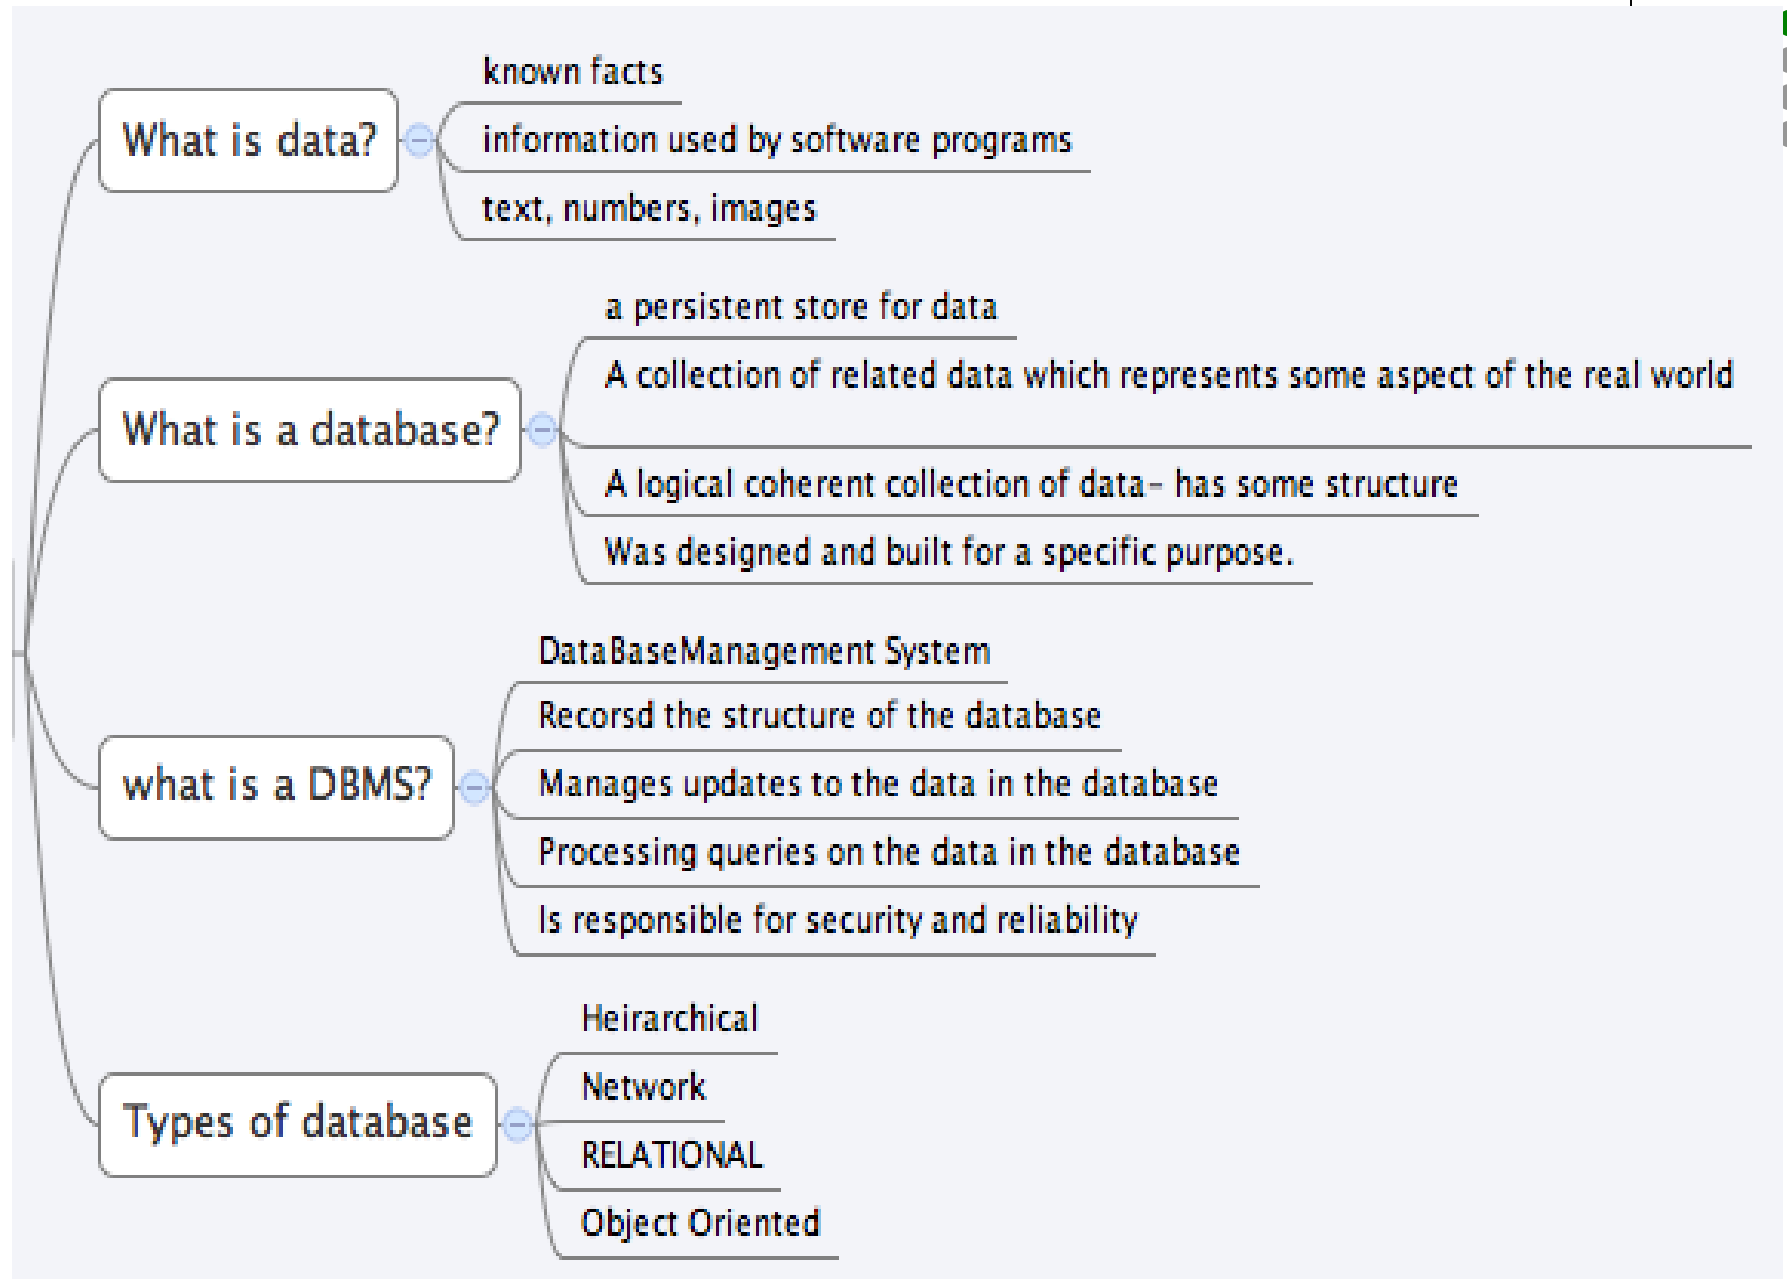 What is data?
known facts
information used by software programs
text, numbers, images
What is a database?
a persistent store for data
A collection of related data which represents some aspect of the real world
A logical coherent collection of data- has some structure
Was designed and built for a specific purpose.
what is a DBMS?
DataBaseManagement System
Recorsd the structure of the database
Manages updates to the data in the database
Processing queries on the data in the database
Is responsible for security and reliability
Types of database
Heirarchical
Network
RELATIONAL
Object Oriented